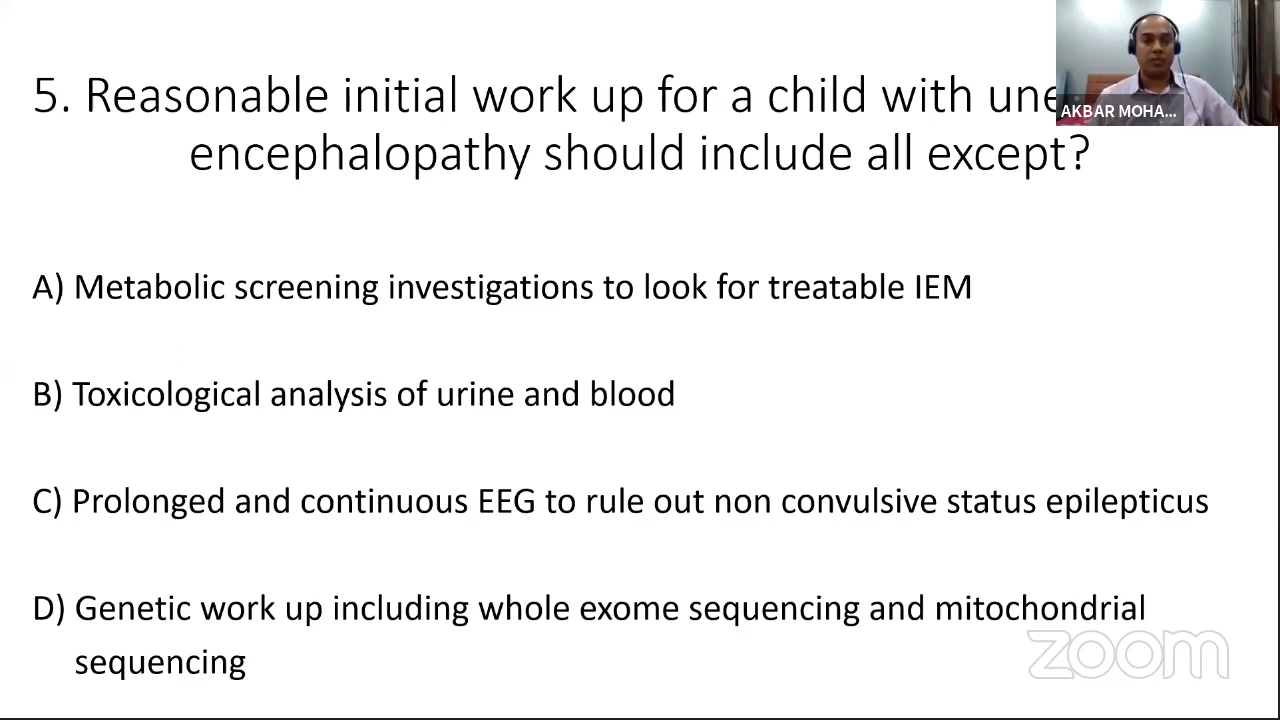 5. Reasonable initial work up for a child with
encephalopathy should include all except?
AKBAR MOHA...
A) Metabolic screening investigations to look for treatable IEM
B) Toxicological analysis of urine and blood
C) Prolonged and continuous EEG to rule out non convulsive status epilepticus
D) Genetic work up including whole exome sequencing and mitochondrial
sequencing
zoom